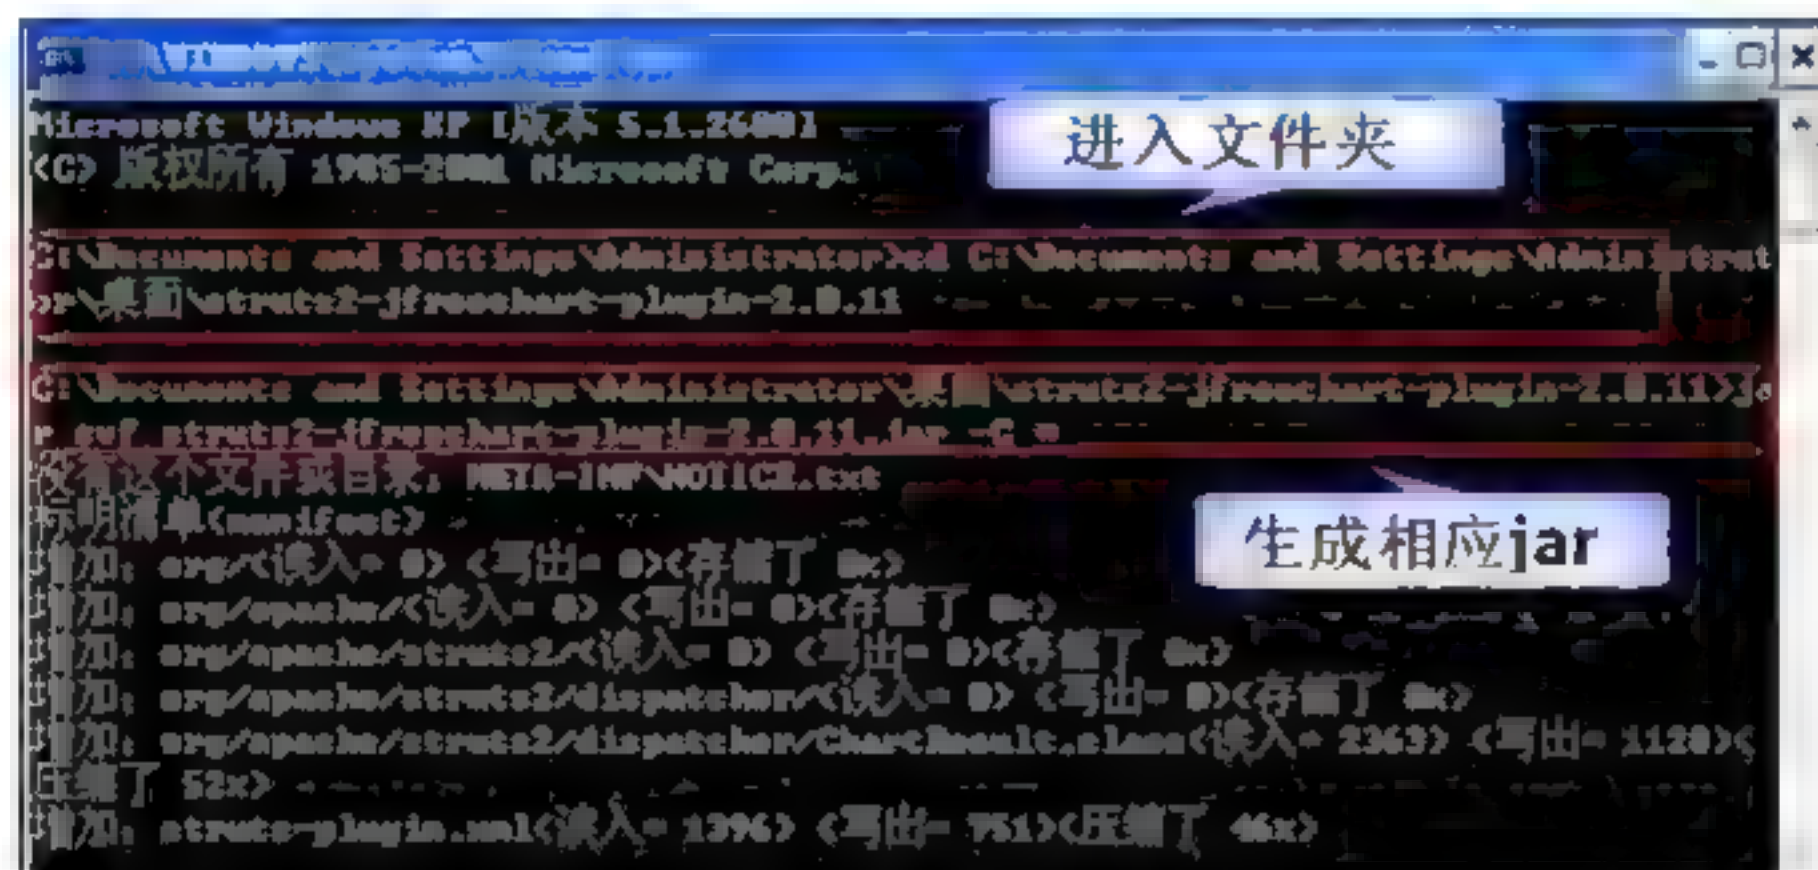 Microsoft Windows XP [版本 5.1.2600]
<C> 版权所有 1985-2001 Microsoft Corp.
进入文件夹
C:\Documents and Settings\Administrator>cd C:\Documents and Settings\Administrat
or\桌面\struts2-jfreechart-plugin-2.0.11
C:\Documents and Settings\Administrator\桌面\struts2-jfreechart-plugin-2.0.11>ja
r cvf struts2-jfreechart-plugin-2.0.11.jar -C
没有这个文件或目录: META-INF\NOTICE.txt
标明清单(manifest)
生成相应jar
增加: org/<读入= 0> <写出= 0><存储了 0%>
增加: org/apache/<读入= 0> <写出= 0><存储了 0%>
增加: org/apache/struts2/<读入= 0> <写出= 0><存储了 0%>
增加: org/apache/struts2/dispatcher/<读入= 0> <写出= 0><存储了 0%>
增加: org/apache/struts2/dispatcher/ChartResult.class<读入= 2363> <写出= 1120><
压缩了 52%>
增加: struts-plugin.xml<读入= 1396> <写出= 751><压缩了 46%>